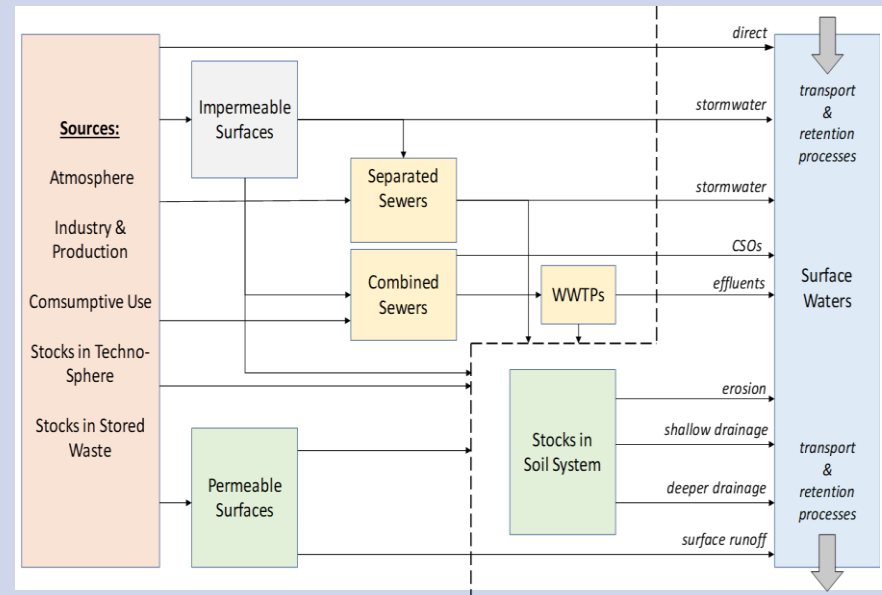 direct
Impermeable
Surfaces
stormwater
transport
&
retention
processes
Sources:
Atmosphere
Industry &
Production
Comsumptive Use
Stocks in Techno-
Sphere
Stocks in Stored
Waste
Separated
Sewers
stormwater
CSOs
Combined
Sewers
WWTPs
effluents
Surface
Waters
erosion
Stocks in
Soil System
shallow drainage
deeper drainage
transport
&
retention
processes
Permeable
Surfaces
surface runoff